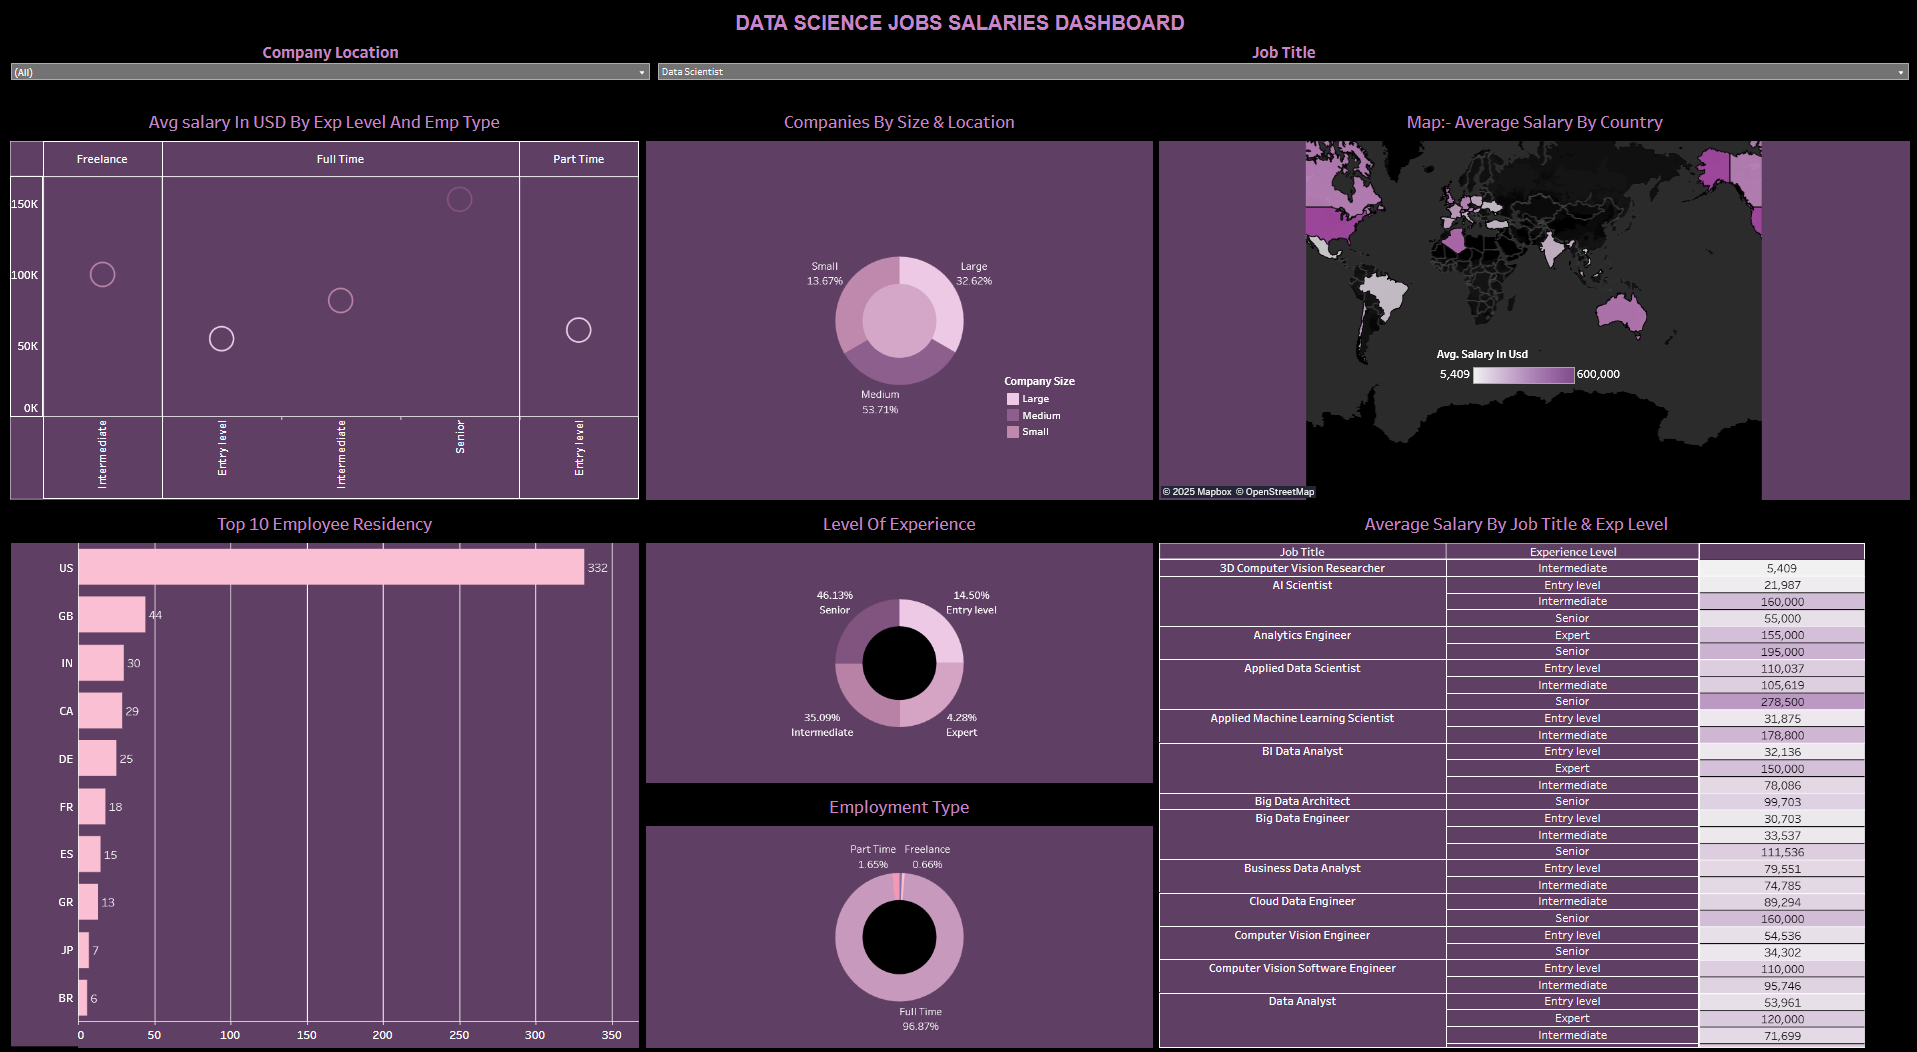 DATA SCIENCE JOBS SALARIES DASHBOARD
Company Location
(All)
Job Title
Data Scientist
Avg salary In USD By Exp Level And Emp Type
Freelance Full Time Part Time
150K
100K
50K
0K
Intermediate
Entry level
Intermediate
Senior
Entry level
Companies By Size & Location
Small
13.67%
Large
32.62%
Medium
53.71%
Company Size
Large
Medium
Small
Map:- Average Salary By Country
Avg. Salary In Usd
5,409 600,000
© 2025 Mapbox © OpenStreetMap
Top 10 Employee Residency
US 332
GB 44
IN 30
CA 29
DE 25
FR 18
ES 15
GR 13
JP 7
BR 6
0 50 100 150 200 250 300 350
Level Of Experience
46.13%
Senior
14.50%
Entry level
35.09%
Intermediate
4.28%
Expert
Employment Type
Part Time
1.65%
Freelance
0.66%
Full Time
96.87%
Average Salary By Job Title & Exp Level
Job Title Experience Level
3D Computer Vision Researcher Intermediate 5,409
AI Scientist Entry level 21,987
Intermediate 160,000
Senior 55,000
Analytics Engineer Expert 155,000
Senior 195,000
Applied Data Scientist Entry level 110,037
Intermediate 105,619
Senior 278,500
Applied Machine Learning Scientist Entry level 31,875
Intermediate 178,800
BI Data Analyst Entry level 32,136
Expert 150,000
Intermediate 78,086
Big Data Architect Senior 99,703
Big Data Engineer Entry level 30,703
Intermediate 33,537
Senior 111,536
Business Data Analyst Entry level 79,551
Intermediate 74,785
Cloud Data Engineer Intermediate 89,294
Senior 160,000
Computer Vision Engineer Entry level 54,536
Senior 34,302
Computer Vision Software Engineer Entry level 110,000
Intermediate 95,746
Data Analyst Entry level 53,961
Expert 120,000
Intermediate 71,699